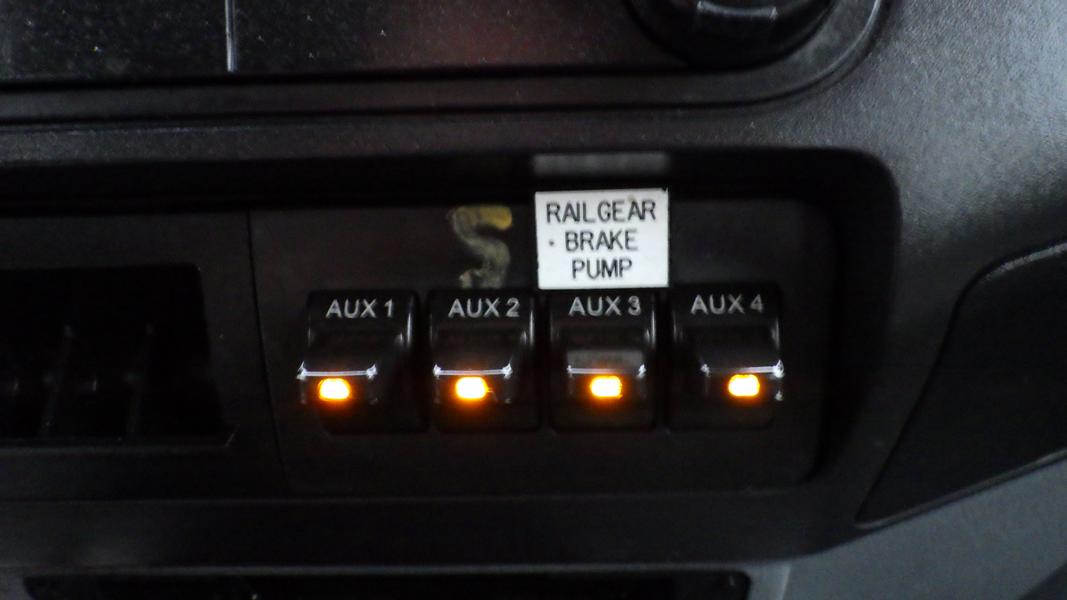 RAILGEAR
BRAKE
PUMP
AUX 1 AUX 2 AUX 3 AUX 4